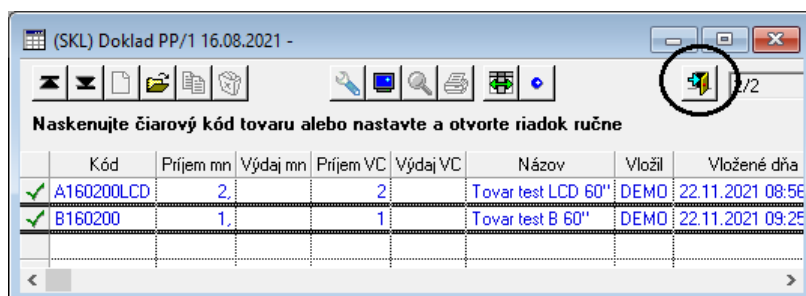 (SKL) Doklad PP/1 16.08.2021 -
2/2
Naskenujte čiarový kód tovaru alebo nastavte a otvorte riadok ručne
Kód Príjem mn Výdaj mn Príjem VC Výdaj VC Názov Vložil Vložené dňa
A160200LCD 2, 2 Tovar test LCD 60'' DEMO 22.11.2021 08:56
B160200 1, 1 Tovar test B 60'' DEMO 22.11.2021 09:25